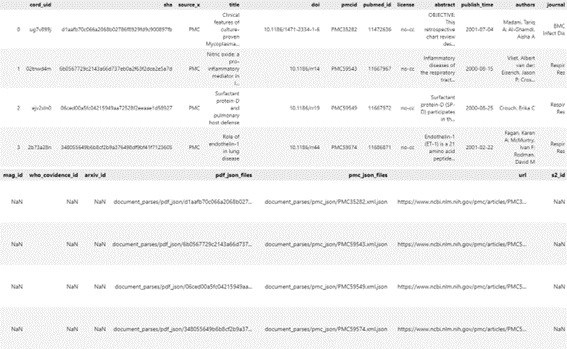 cord_uid sha source_x title doi pmcid pubmed_id license abstract publish_time authors journal
Clinical
features of
culture-
proven
Mycoplasma...
OBJECTIVE:
This
retrospective
chart review
des...
Madani, Tariq
A; Al-Ghamdi,
Aisha A
BMC
Infect Dis
0 ug7v899j d1aafb70c066a2068b02786f8929fd9c900897fb PMC 10.1186/1471-2334-1-6 PMC35282 11472636 no-cc 2001-07-04
Nitric oxide: a
pro-
inflammatory
mediator in
l...
Inflammatory
diseases of
the respiratory
tract...
Vliet, Albert
van der;
Eiserich, Jason
P; Cros...
Respir
Res
1 02tnwd4m 6b0567729c2143a66d737eb0a2f63f2dce2e5a7d PMC 10.1186/rr14 PMC59543 11667967 no-cc 2000-08-15
Surfactant
protein-D
and
pulmonary
host defense
Surfactant
protein-D (SP-
D) participates
in th...
Crouch, Erika C
Respir
Res
2 ejv2xln0 06ced00a5fc04215949aa72528f2eeaae1d58927 PMC 10.1186/rr19 PMC59549 11667972 no-cc 2000-08-25
Role of
endothelin-1
in lung
disease
Endothelin-1
(ET-1) is a 21
amino acid
peptide...
Fagan, Karen
A; McMurtry,
Ivan F;
Rodman,
David M
Respir
Res
3 2b73a28n 348055649b6b8cf2b9a376498df9bf41f7123605 PMC 10.1186/rr44 PMC59574 11686871 no-cc 2001-02-22
mag_id who_covidence_id arxiv_id pdf_json_files pmc_json_files url s2_id
NaN NaN NaN document_parses/pdf_json/d1aafb70c066a2068b027... document_parses/pmc_json/PMC35282.xml.json https://www.ncbi.nlm.nih.gov/pmc/articles/PMC3... NaN
NaN NaN NaN document_parses/pdf_json/6b0567729c2143a66d737... document_parses/pmc_json/PMC59543.xml.json https://www.ncbi.nlm.nih.gov/pmc/articles/PMC5... NaN
NaN NaN NaN document_parses/pdf_json/06ced00a5fc04215949aa... document_parses/pmc_json/PMC59549.xml.json https://www.ncbi.nlm.nih.gov/pmc/articles/PMC5... NaN
NaN NaN NaN document_parses/pdf_json/348055649b6b8cf2b9a37... document_parses/pmc_json/PMC59574.xml.json https://www.ncbi.nlm.nih.gov/pmc/articles/PMC5... NaN